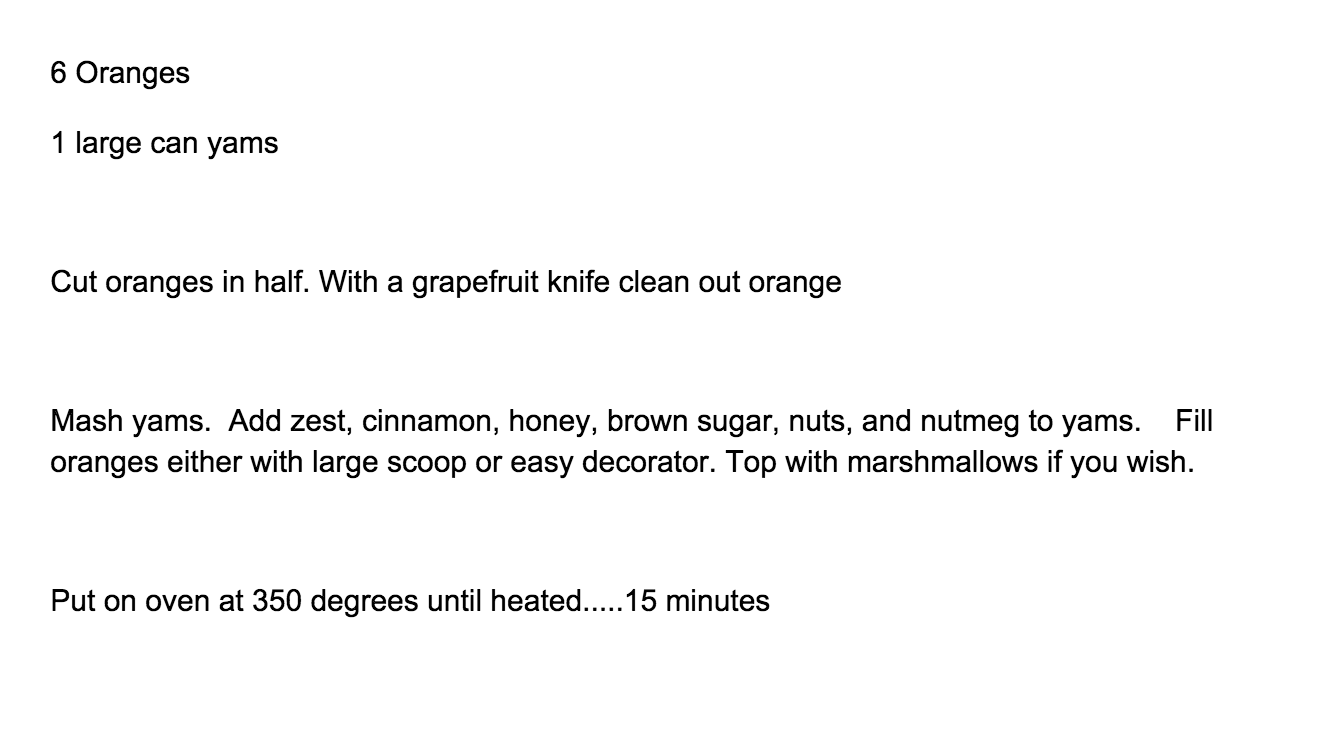 6 Oranges
1 large can yams
Cut oranges in half. With a grapefruit knife clean out orange
Mash yams.  Add zest, cinnamon, honey, brown sugar, nuts, and nutmeg to yams.    Fill
oranges either with large scoop or easy decorator. Top with marshmallows if you wish.
Put on oven at 350 degrees until heated.....15 minutes